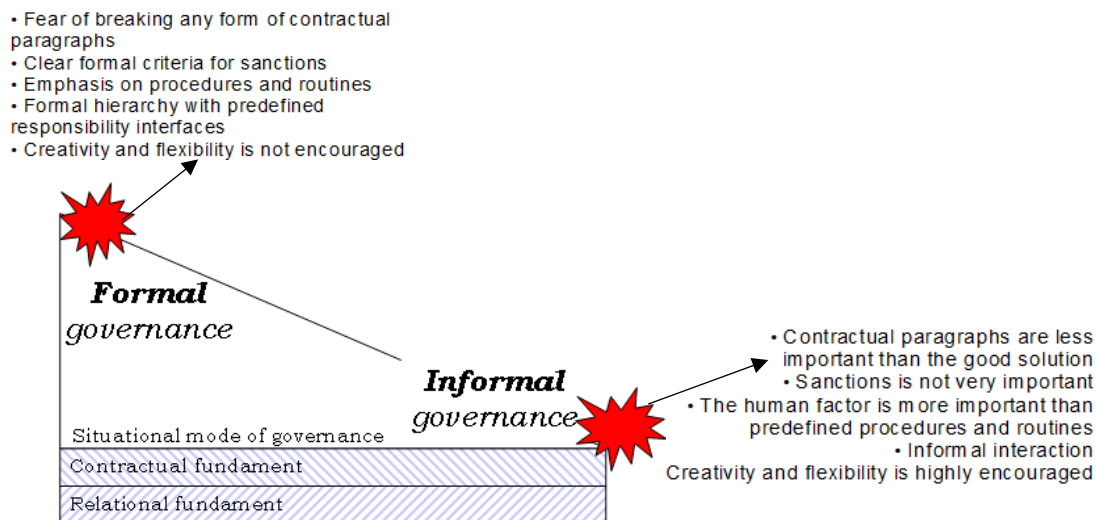 • Fear of breaking any form of contractual
paragraphs
• Clear formal criteria for sanctions
• Emphasis on procedures and routines
• Formal hierarchy with predefined
responsibility interfaces
• Creativity and flexibility is not encouraged
Formal
governance
Informal
governance
Situational mode of governance
Contractual fundament
Relational fundament
• Contractual paragraphs are less
important than the good solution
• Sanctions is not very important
• The human factor is more important than
predefined procedures and routines
• Informal interaction
Creativity and flexibility is highly encouraged